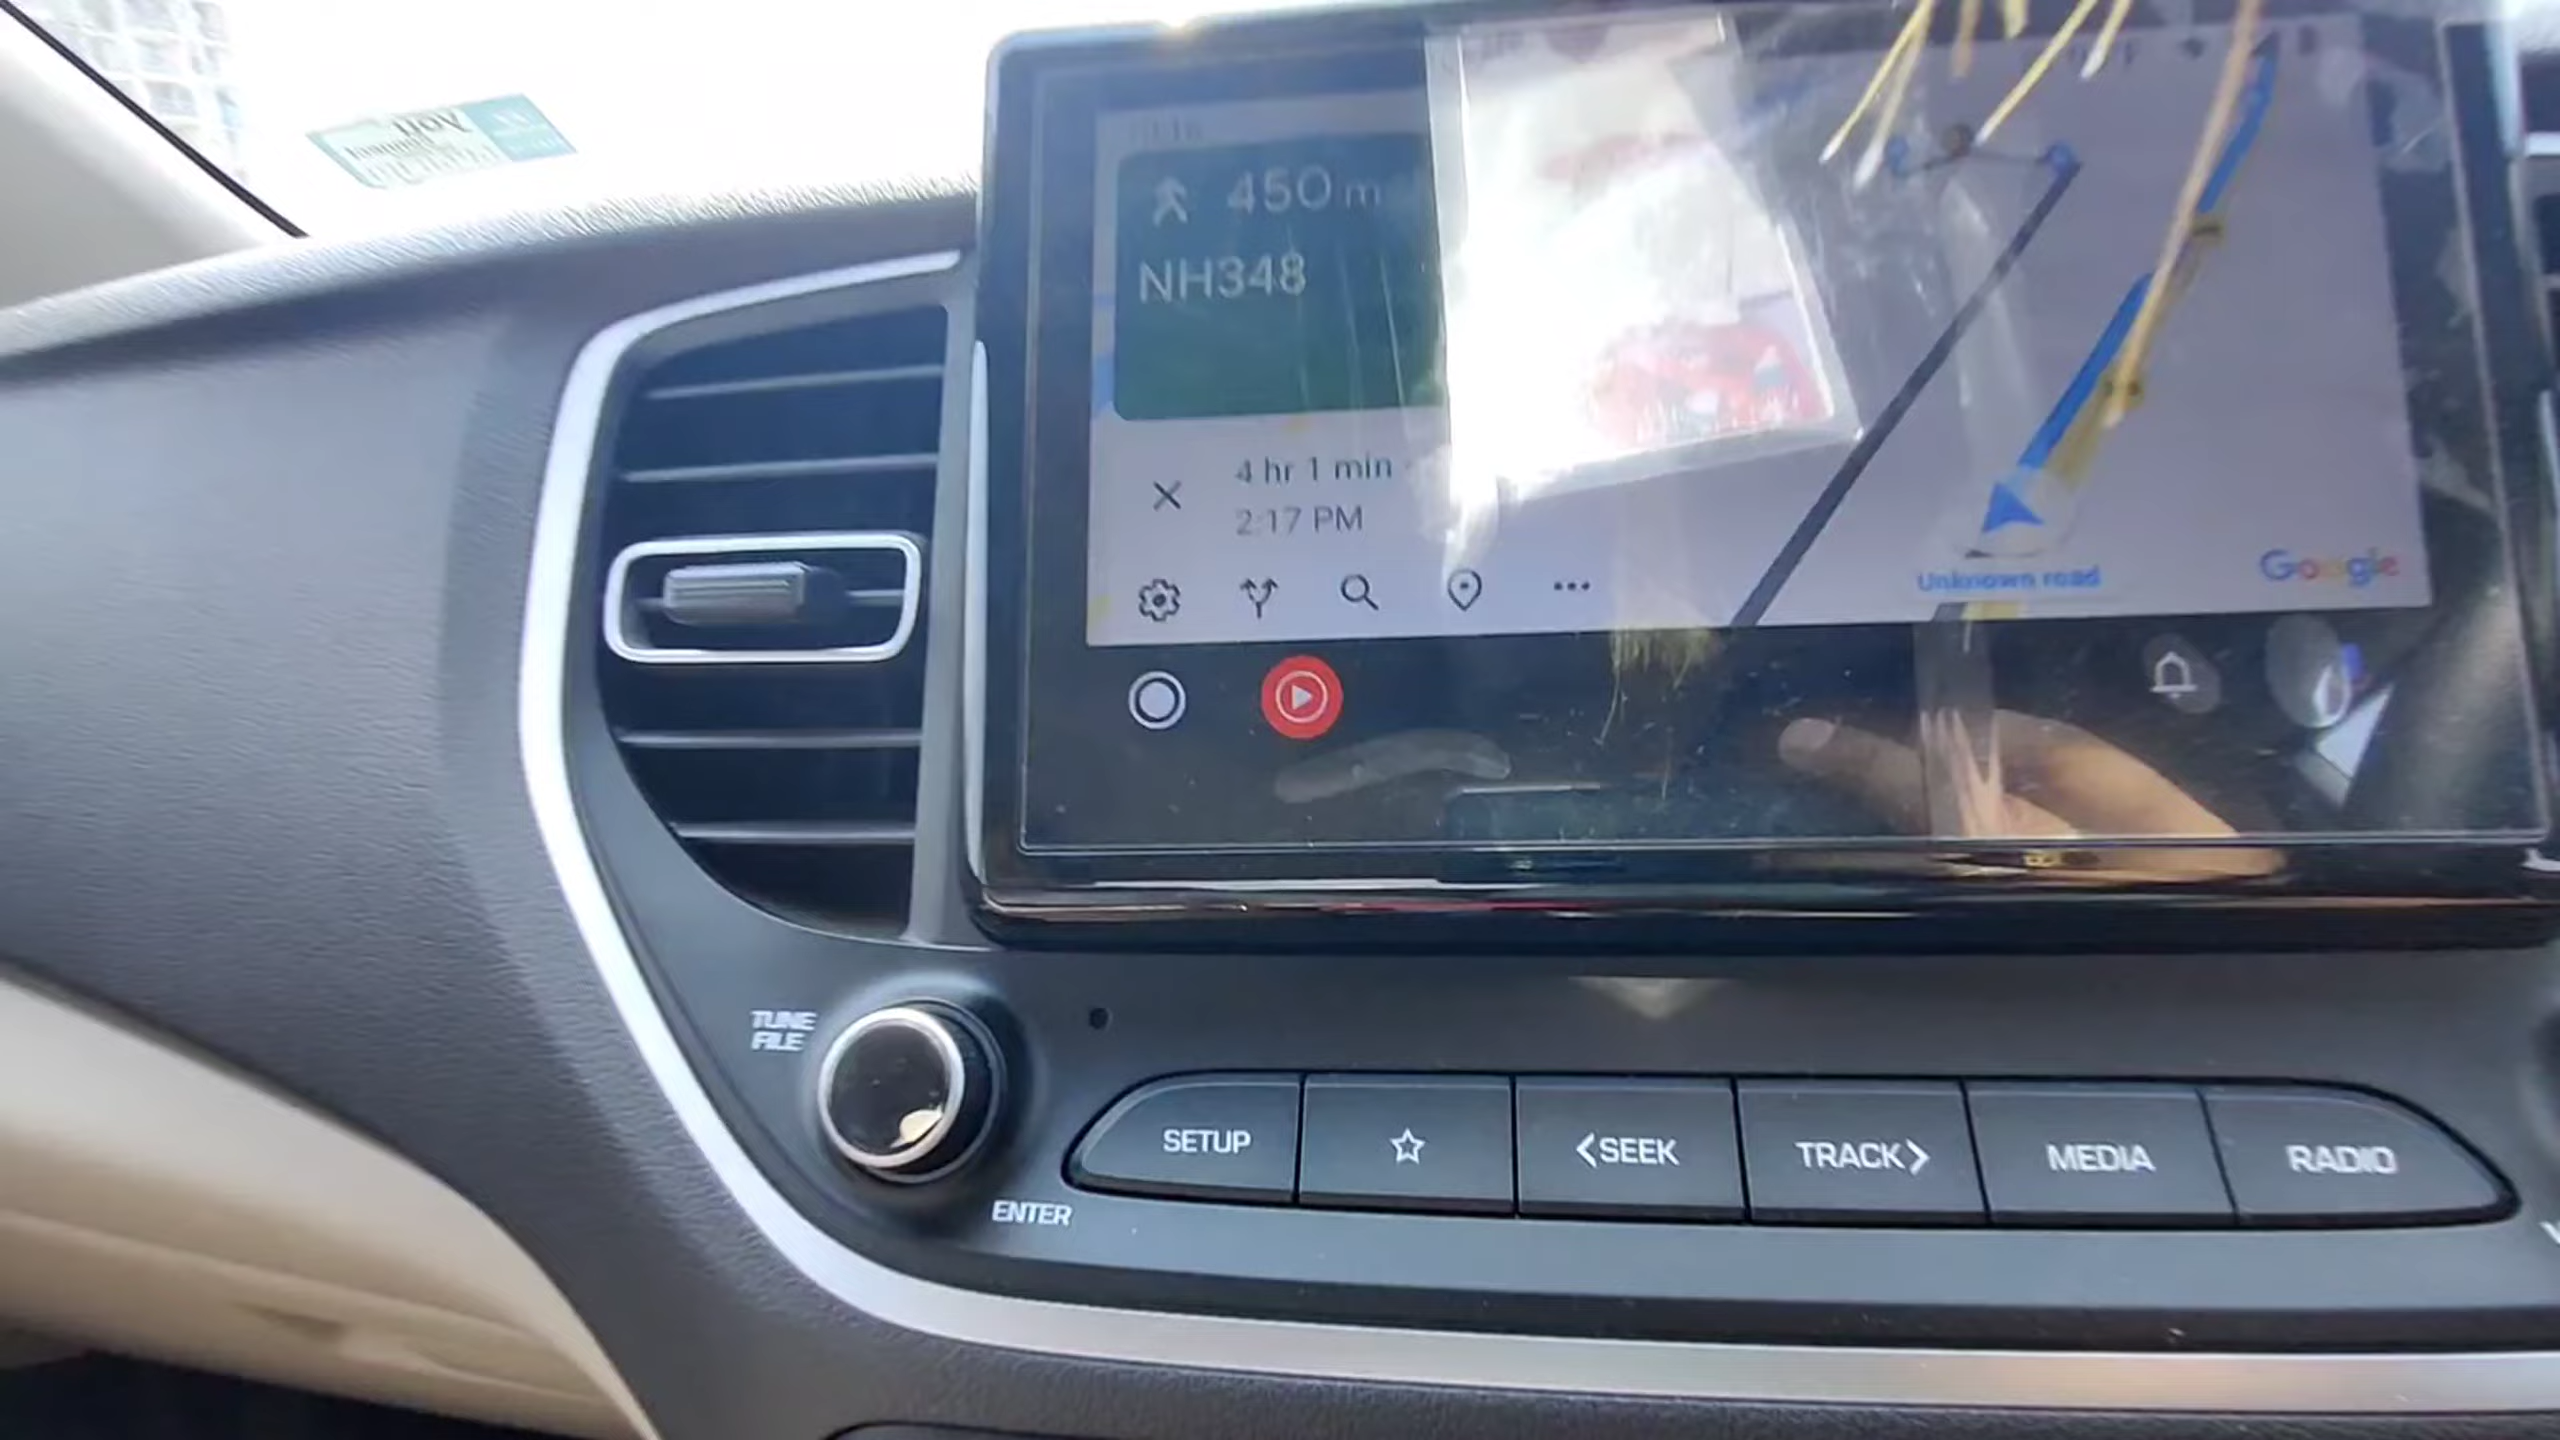 450 m
NH348
4 hr 1 min
2:17 PM
Unknown road
Google
TUNE
FILE
ENTER
SETUP
<SEEK
TRACK>
MEDIA
RADIO